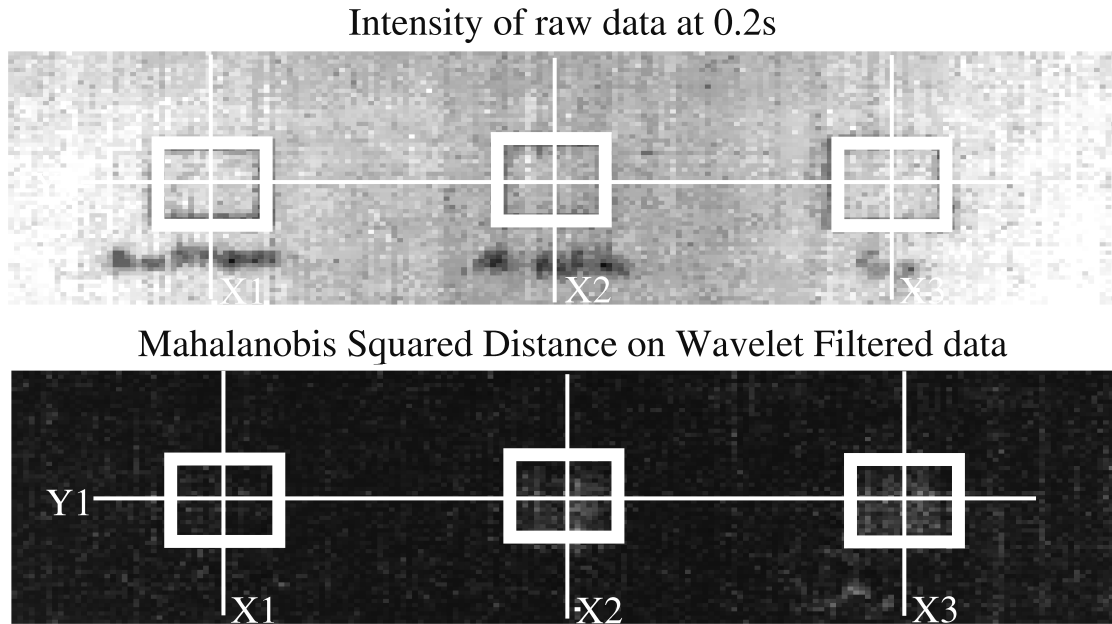 Intensity of raw data at 0.2s
X1 X2 X3
Mahalanobis Squared Distance on Wavelet Filtered data
Y1
X1 X2 X3